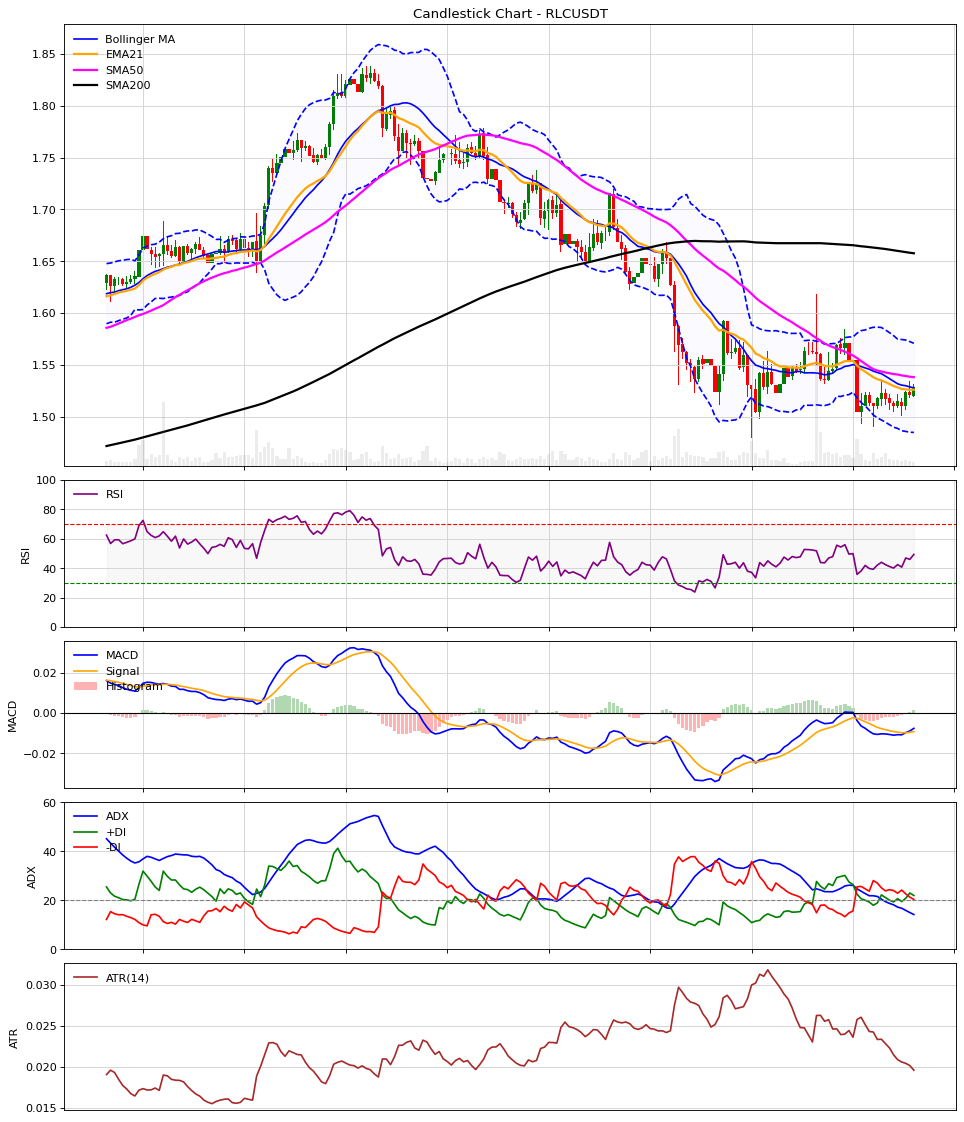 Candlestick Chart - RLCUSDT
Bollinger MA
EMA21
SMA50
SMA200
1.85
1.80
1.75
1.70
1.65
1.60
1.55
1.50
RSI
RSI
100
80
60
40
20
0
MACD
MACD
Signal
Histogram
0.02
0.00
−0.02
ADX
ADX
+DI
-DI
60
40
20
0
ATR
ATR(14)
0.030
0.025
0.020
0.015